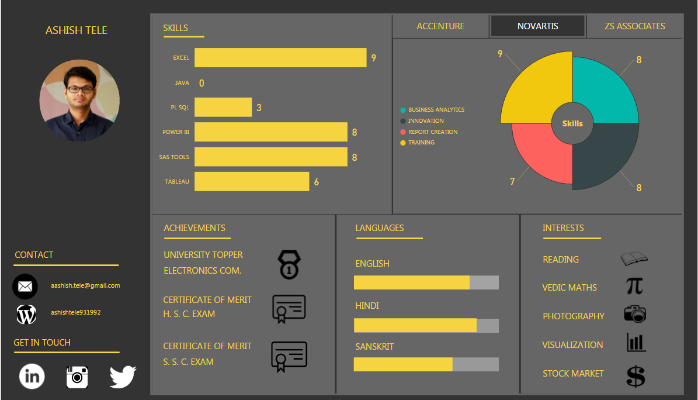 ASHISH TELE
CONTACT
aashish.tele@gmail.com
ashishtele931992
GET IN TOUCH
in
SKILLS
EXCEL 9
JAVA 0
PL SQL 3
POWER BI 8
SAS TOOLS 8
TABLEAU 6
ACCENTURE
NOVARTIS
ZS ASSOCIATES
BUSINESS ANALYTICS
INNOVATION
REPORT CREATION
TRAINING
9
8
Skills
7
8
ACHIEVEMENTS
UNIVERSITY TOPPER
ELECTRONICS COM.
1
CERTIFICATE OF MERIT
H. S. C. EXAM
CERTIFICATE OF MERIT
S. S. C. EXAM
LANGUAGES
ENGLISH
HINDI
SANSKRIT
INTERESTS
READING
VEDIC MATHS
π
PHOTOGRAPHY
VISUALIZATION
STOCK MARKET
$